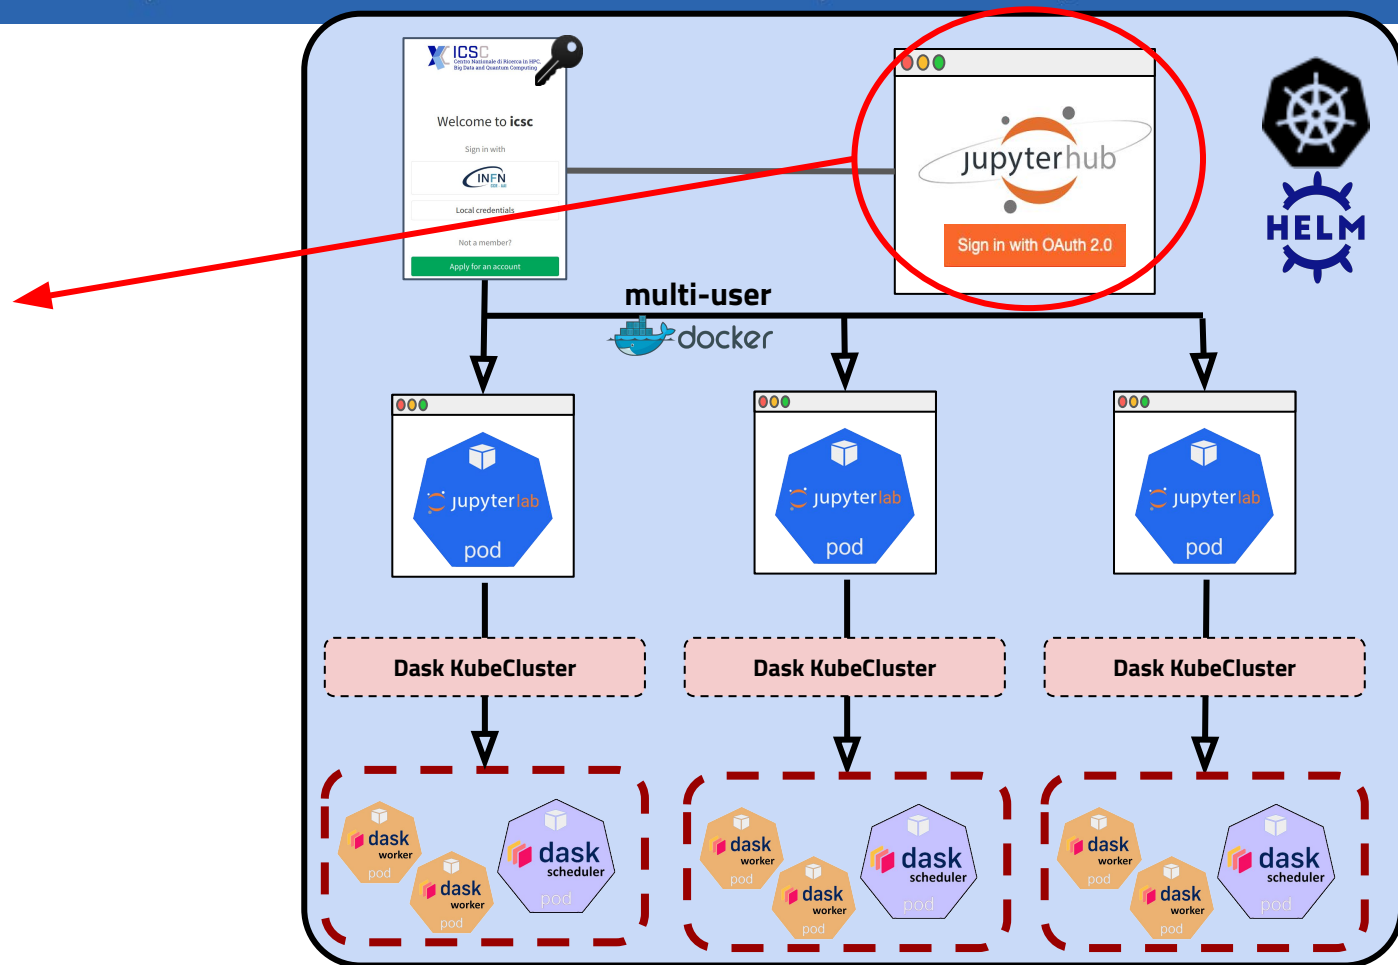 ICSC
Centro Nazionale di Ricerca in HPC,
Big Data and Quantum Computing
Welcome to icsc
Sign in with
INFN
Local credentials
Not a member?
Apply for an account
jupyterhub
Sign in with OAuth 2.0
HELM
multi-user
docker
jupyterlab
pod
jupyterlab
pod
jupyterlab
pod
Dask KubeCluster
Dask KubeCluster
Dask KubeCluster
dask
worker
pod
dask
worker
pod
dask
scheduler
pod
dask
worker
pod
dask
worker
pod
dask
scheduler
pod
dask
worker
pod
dask
worker
pod
dask
scheduler
pod